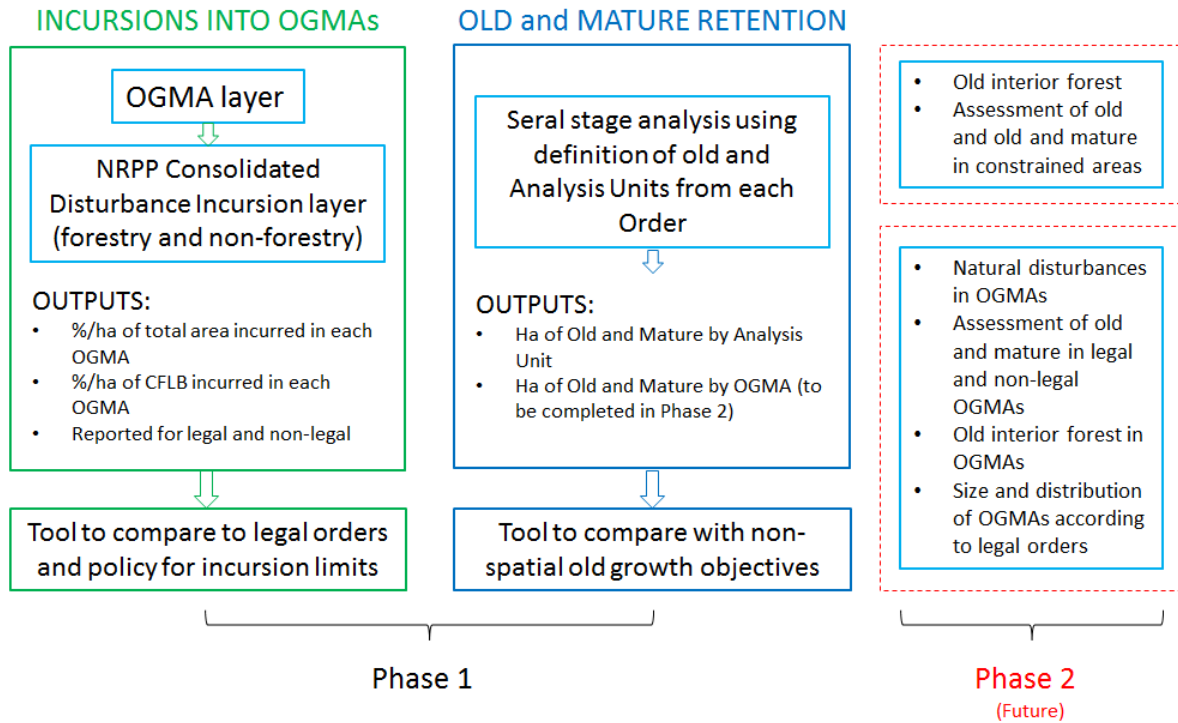 INCURSIONS INTO OGMAs
OGMA layer
NRPP Consolidated
Disturbance Incursion layer
(forestry and non-forestry)
OUTPUTS:
• %/ha of total area incurred in each
OGMA
• %/ha of CFLB incurred in each
OGMA
• Reported for legal and non-legal
Tool to compare to legal orders
and policy for incursion limits
OLD and MATURE RETENTION
Seral stage analysis using
definition of old and
Analysis Units from each
Order
OUTPUTS:
• Ha of Old and Mature by Analysis
Unit
• Ha of Old and Mature by OGMA (to
be completed in Phase 2)
Tool to compare with non-
spatial old growth objectives
Phase 1
• Old interior forest
• Assessment of old
and old and mature
in constrained areas
• Natural disturbances
in OGMAs
• Assessment of old
and mature in legal
and non-legal
OGMAs
• Old interior forest in
OGMAs
• Size and distribution
of OGMAs according
to legal orders
Phase 2
(Future)